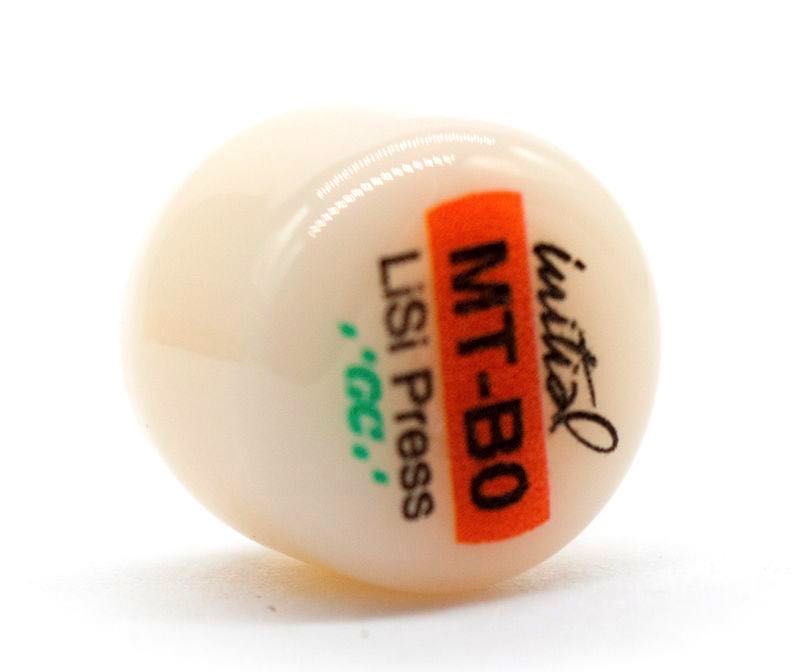 initial
MT-B0
LiSi Press
'GC.'